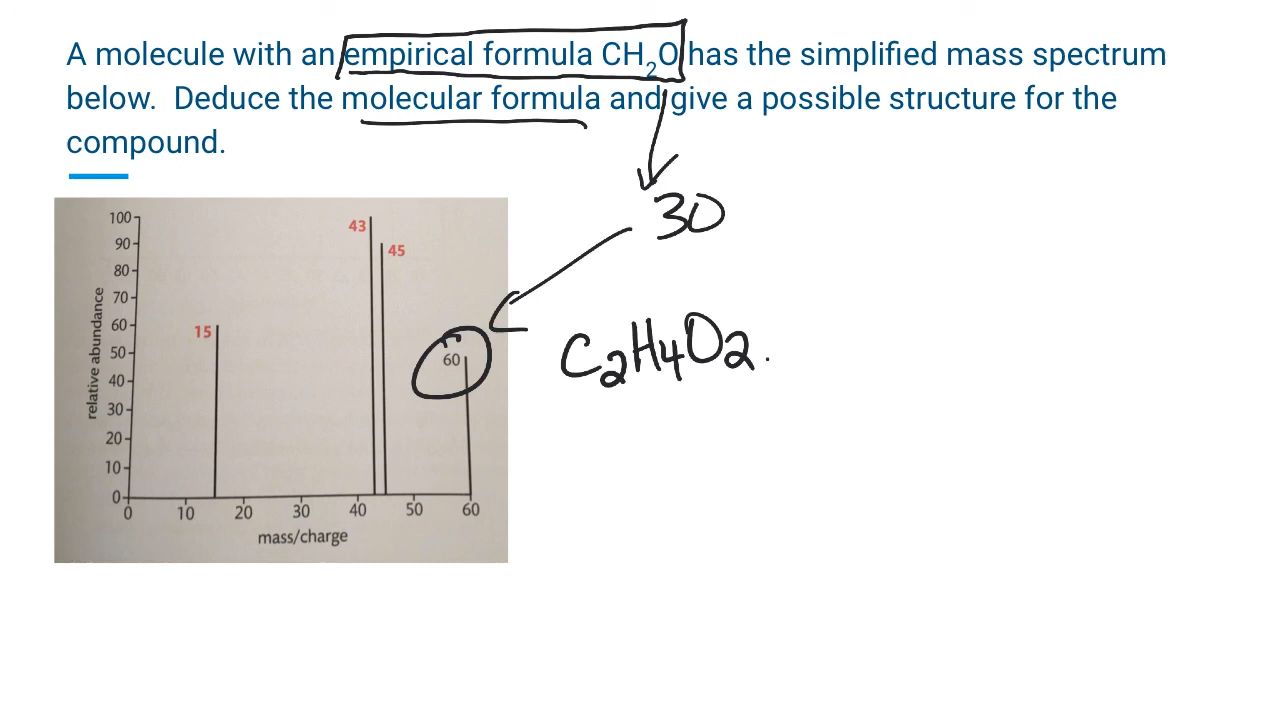 A molecule with an empirical formula CH₂O has the simplified mass spectrum
below. Deduce the molecular formula and give a possible structure for the
compound.
30
C₂H₄O₂.
100
90
80
70
60
50
40
30
20
10
0
relative abundance
15
43
45
60
0 10 20 30 40 50 60
mass/charge